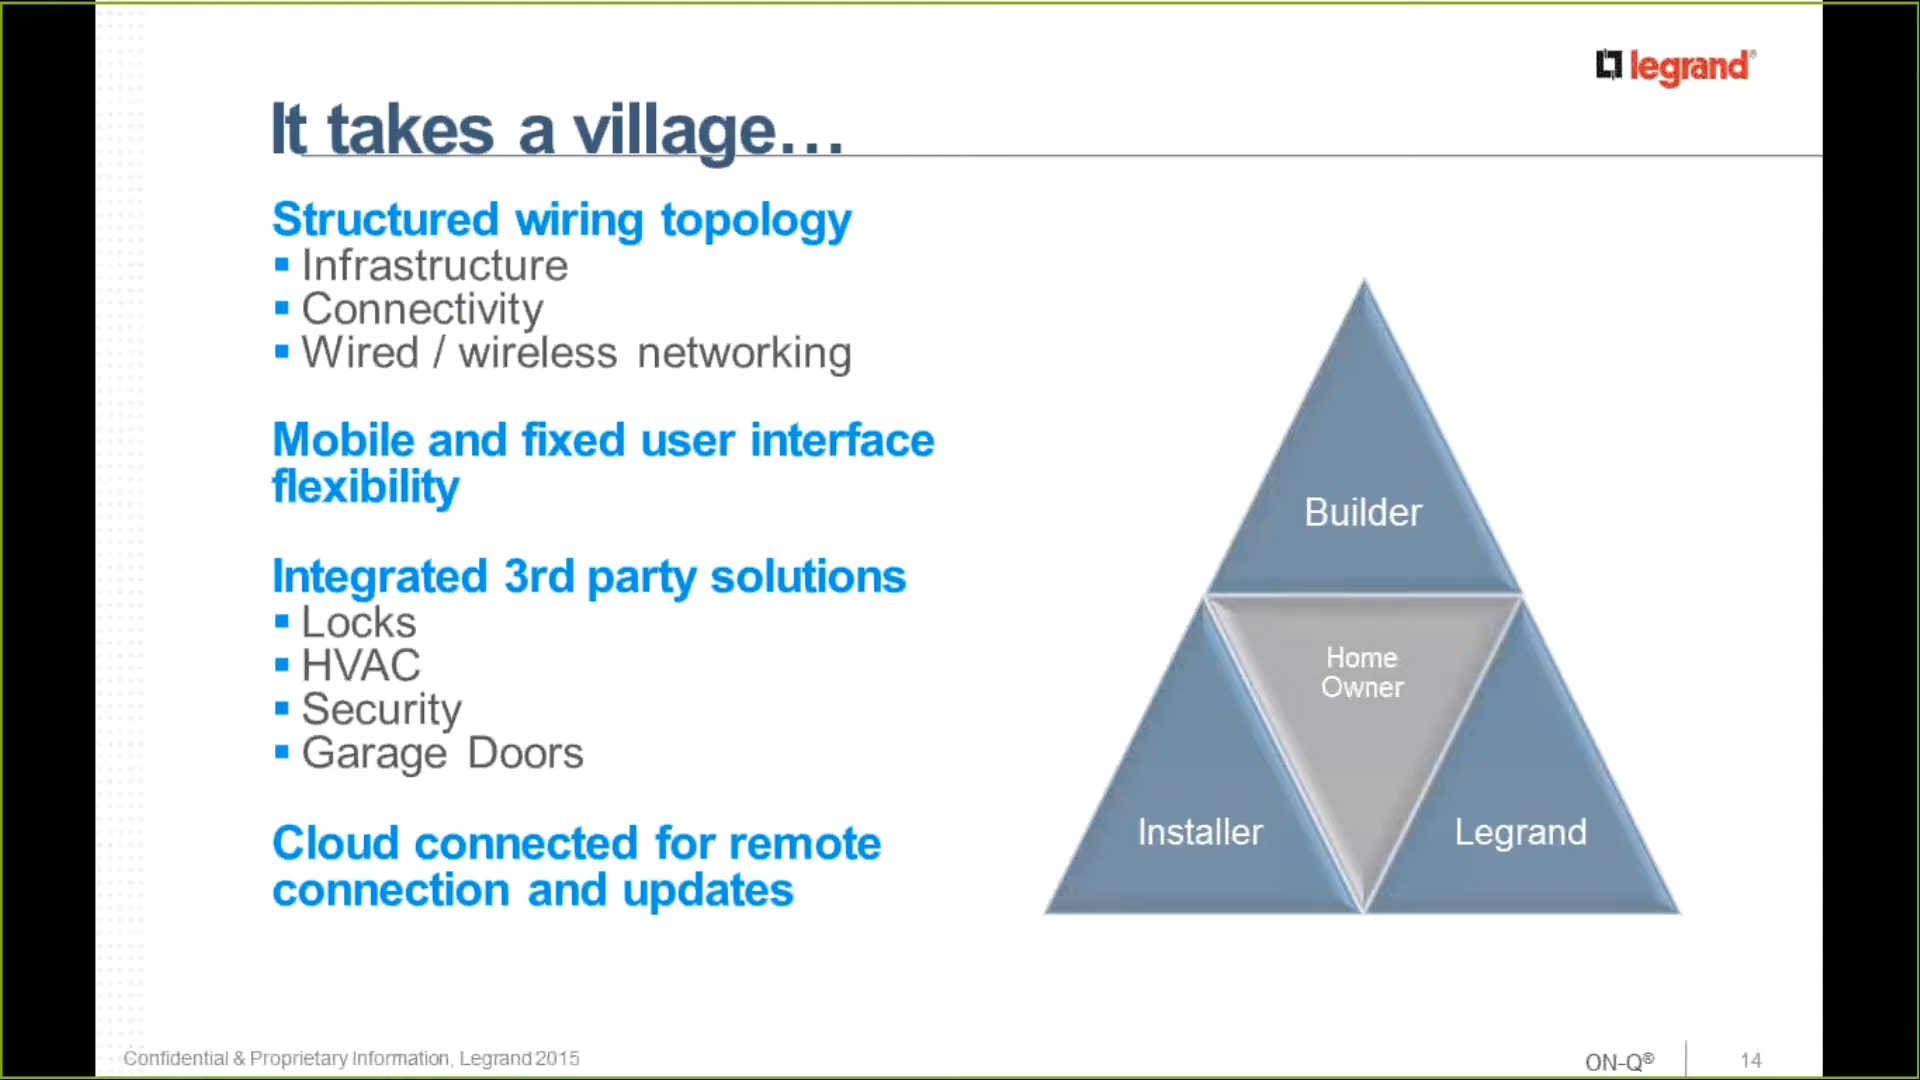 legrand®
It takes a village…
Structured wiring topology
▪ Infrastructure
▪ Connectivity
▪ Wired / wireless networking
Mobile and fixed user interface
flexibility
Integrated 3rd party solutions
▪ Locks
▪ HVAC
▪ Security
▪ Garage Doors
Cloud connected for remote
connection and updates
Builder
Home
Owner
Installer
Legrand
Confidential & Proprietary Information, Legrand 2015
ON-Q®
14